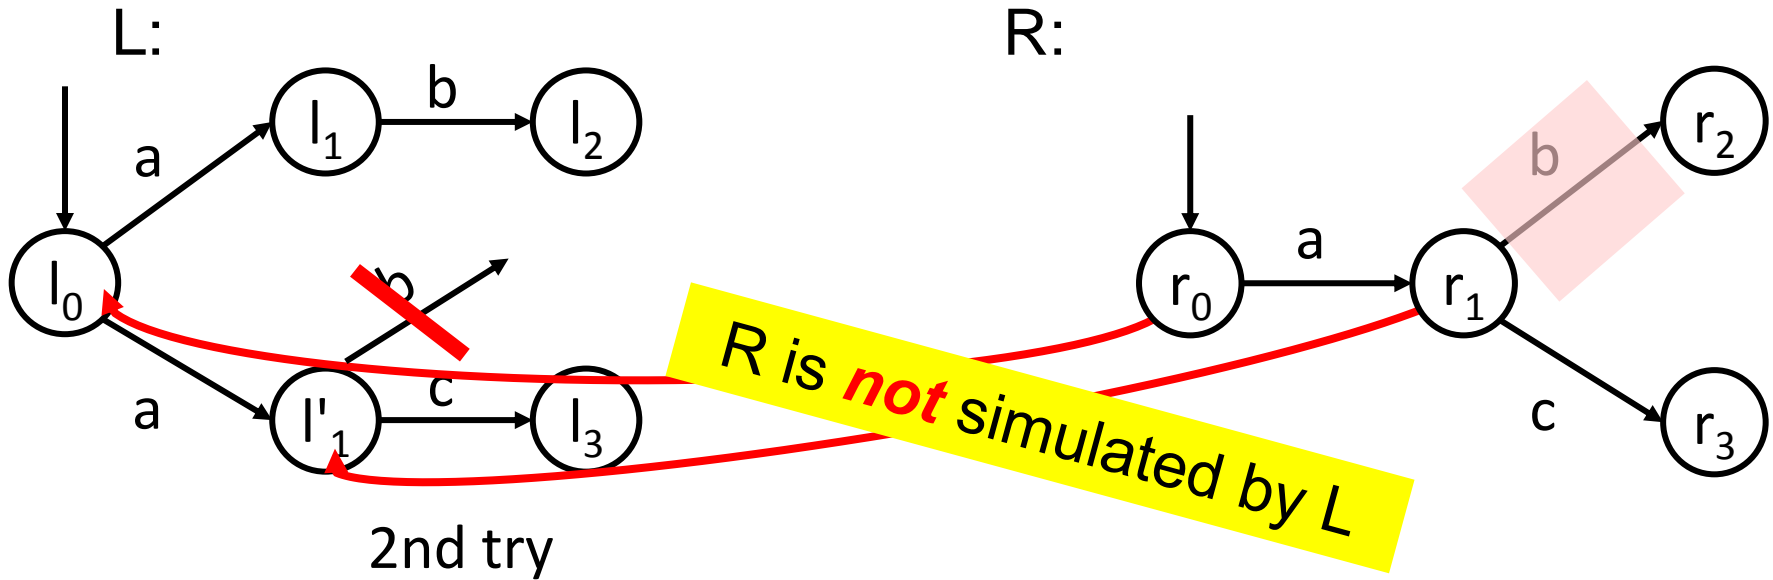 L:
R:
a
b
l₁
l₂
b
r₂
l₀
a
b
r₀
a
r₁
c
l'₁
c
l₃
c
r₃
R is not simulated by L
2nd try